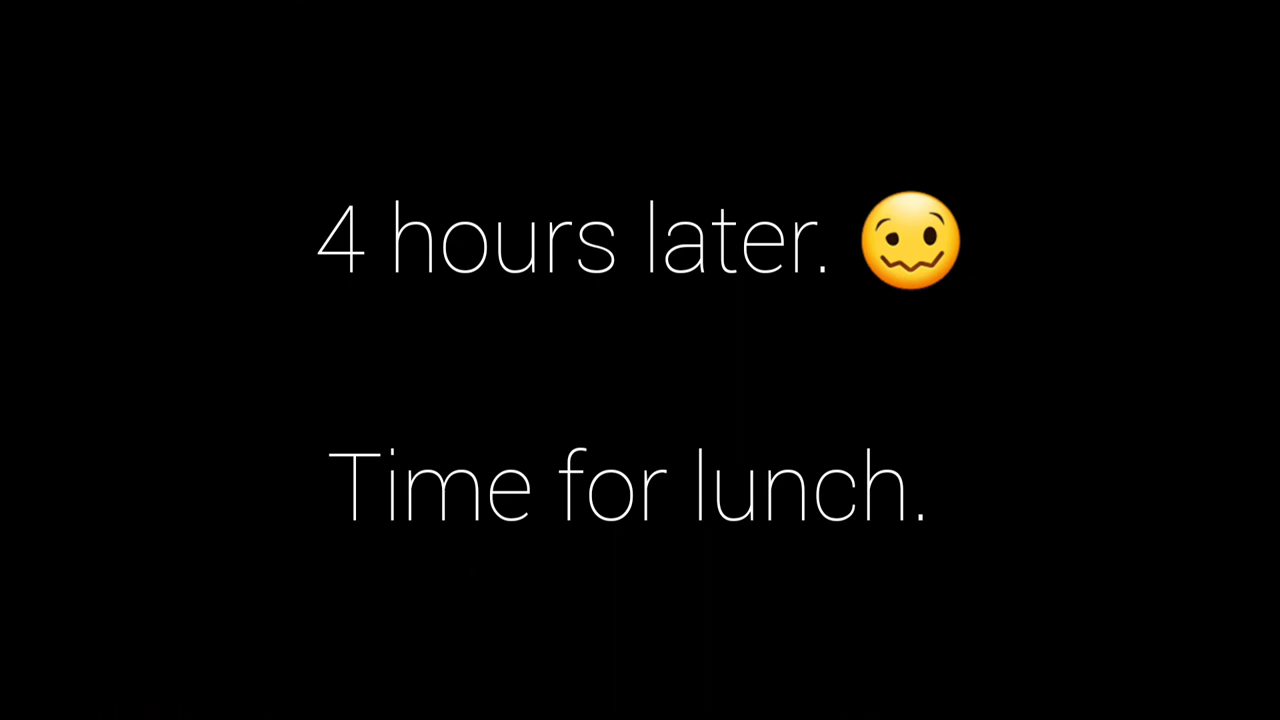 4 hours later. 🥴
Time for lunch.